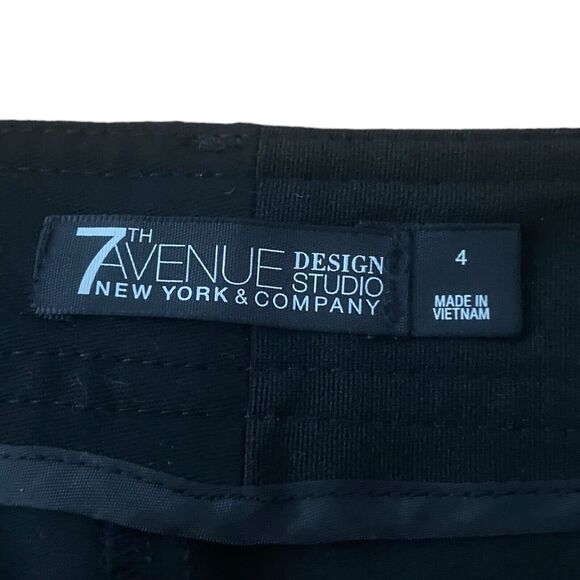 7TH AVENUE DESIGN STUDIO
NEW YORK & COMPANY
4
MADE IN
VIETNAM